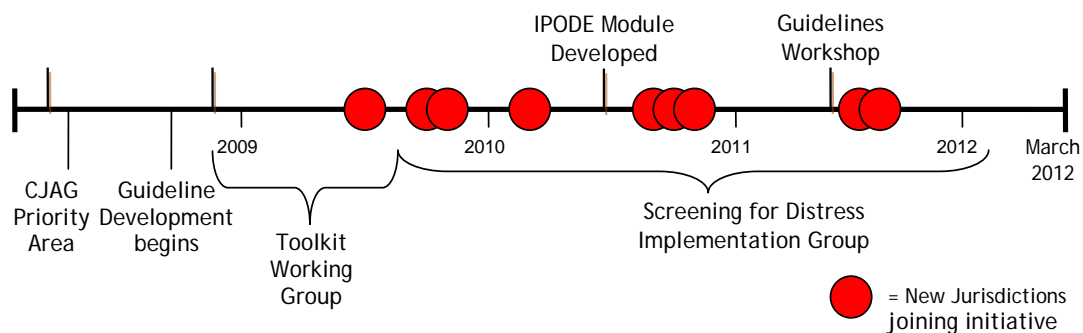 IPODE Module
Developed
Guidelines
Workshop
2009
2010
2011
2012
March
2012
CJAG
Priority
Area
Guideline
Development
begins
Toolkit
Working
Group
Screening for Distress
Implementation Group
= New Jurisdictions
joining initiative